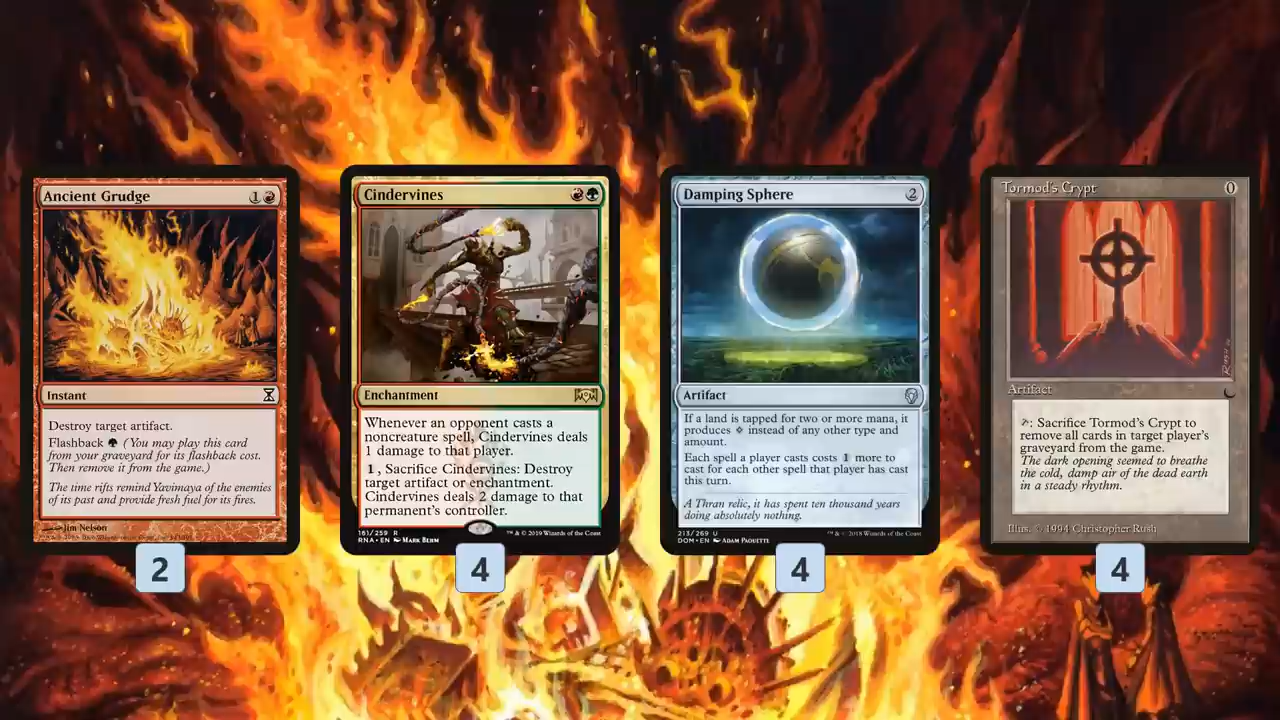 Ancient Grudge 1
Instant
Destroy target artifact.
Flashback (You may play this card
from your graveyard for its flashback cost.
Then remove it from the game.)
The time rifts remind Yavimaya of the enemies
of its past and provide fresh fuel for its fires.
Jim Nelson
2
Cindervines
Enchantment
Whenever an opponent casts a
noncreature spell, Cindervines deals
1 damage to that player.
1, Sacrifice Cindervines: Destroy
target artifact or enchantment.
Cindervines deals 2 damage to that
permanent's controller.
161/259 R
RNA • EN Mark Behm ™ & © 2019 Wizards of the Coast
4
Damping Sphere 2
Artifact
If a land is tapped for two or more mana, it
produces instead of any other type and
amount.
Each spell a player casts costs 1 more to
cast for each other spell that player has cast
this turn.
A Thran relic, it has spent ten thousand years
doing absolutely nothing.
213/269 U
DOM • EN Adam Paquette ™ & © 2018 Wizards of the Coast
4
Tormod's Crypt 0
Artifact
: Sacrifice Tormod's Crypt to
remove all cards in target player's
graveyard from the game.
The dark opening seemed to breathe
the cold, damp air of the dead earth
in a steady rhythm.
Illus. © 1994 Christopher Rush
4